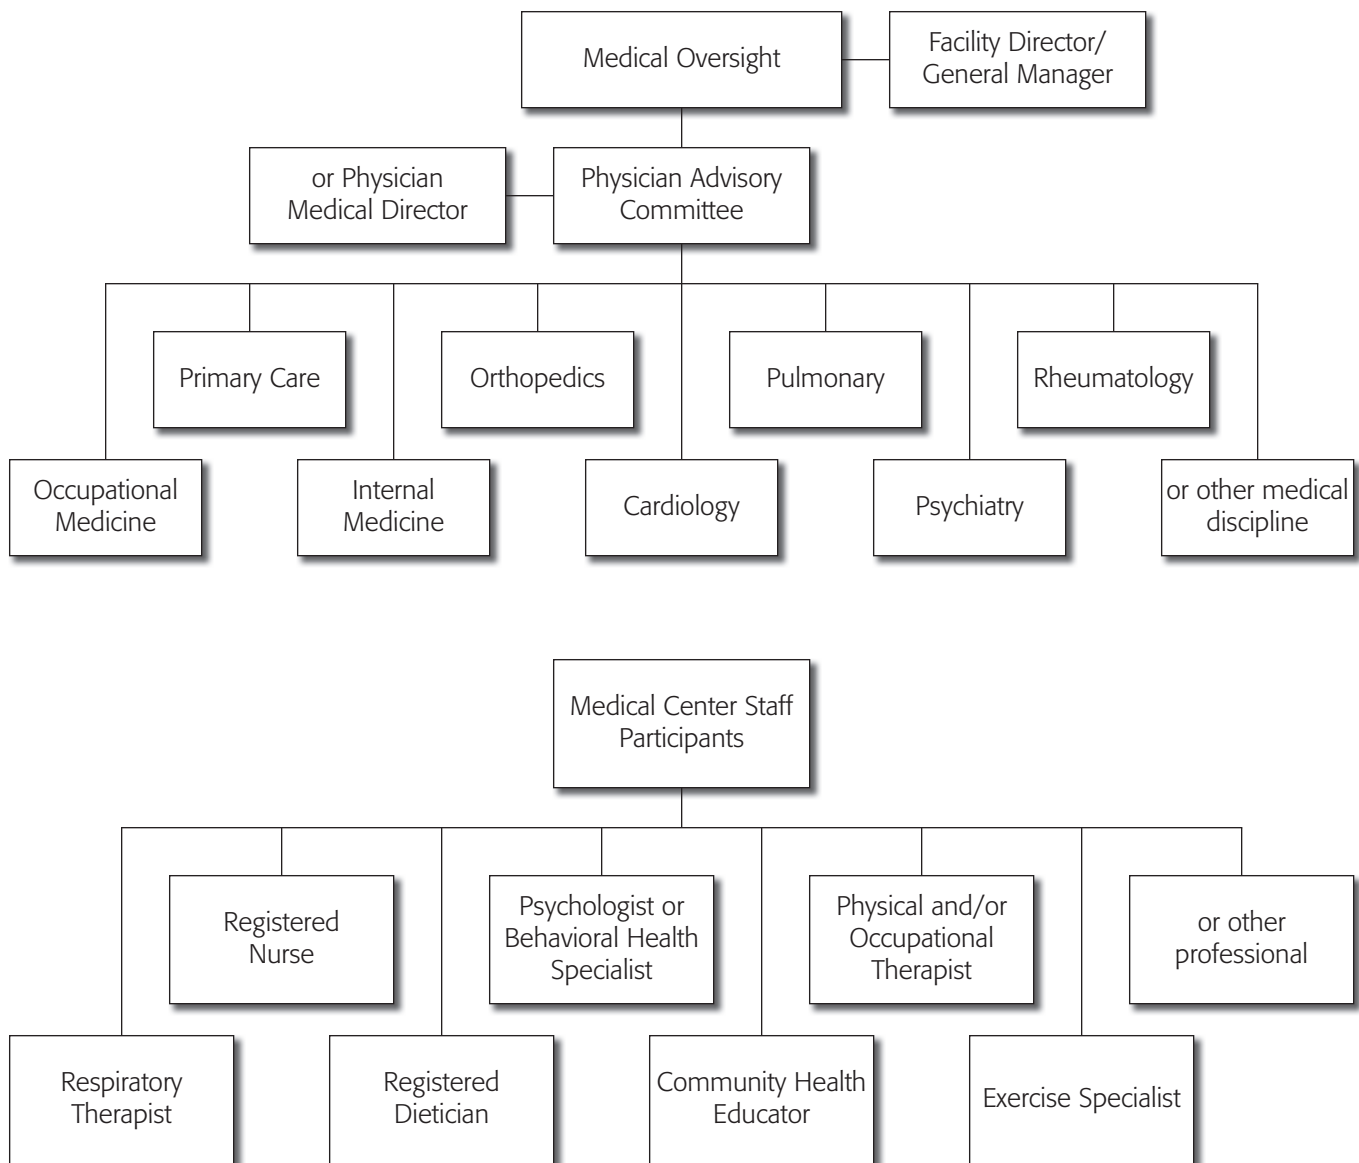 Medical Oversight
Facility Director/
General Manager
or Physician
Medical Director
Physician Advisory
Committee
Primary Care
Orthopedics
Pulmonary
Rheumatology
Occupational
Medicine
Internal
Medicine
Cardiology
Psychiatry
or other medical
discipline
Medical Center Staff
Participants
Registered
Nurse
Psychologist or
Behavioral Health
Specialist
Physical and/or
Occupational
Therapist
or other
professional
Respiratory
Therapist
Registered
Dietician
Community Health
Educator
Exercise Specialist